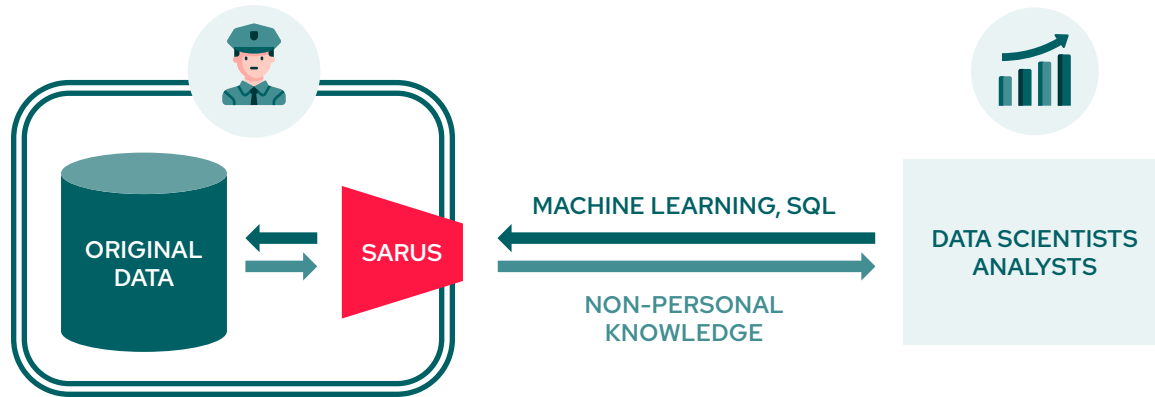 ORIGINAL
DATA
SARUS
MACHINE LEARNING, SQL
NON-PERSONAL
KNOWLEDGE
DATA SCIENTISTS
ANALYSTS